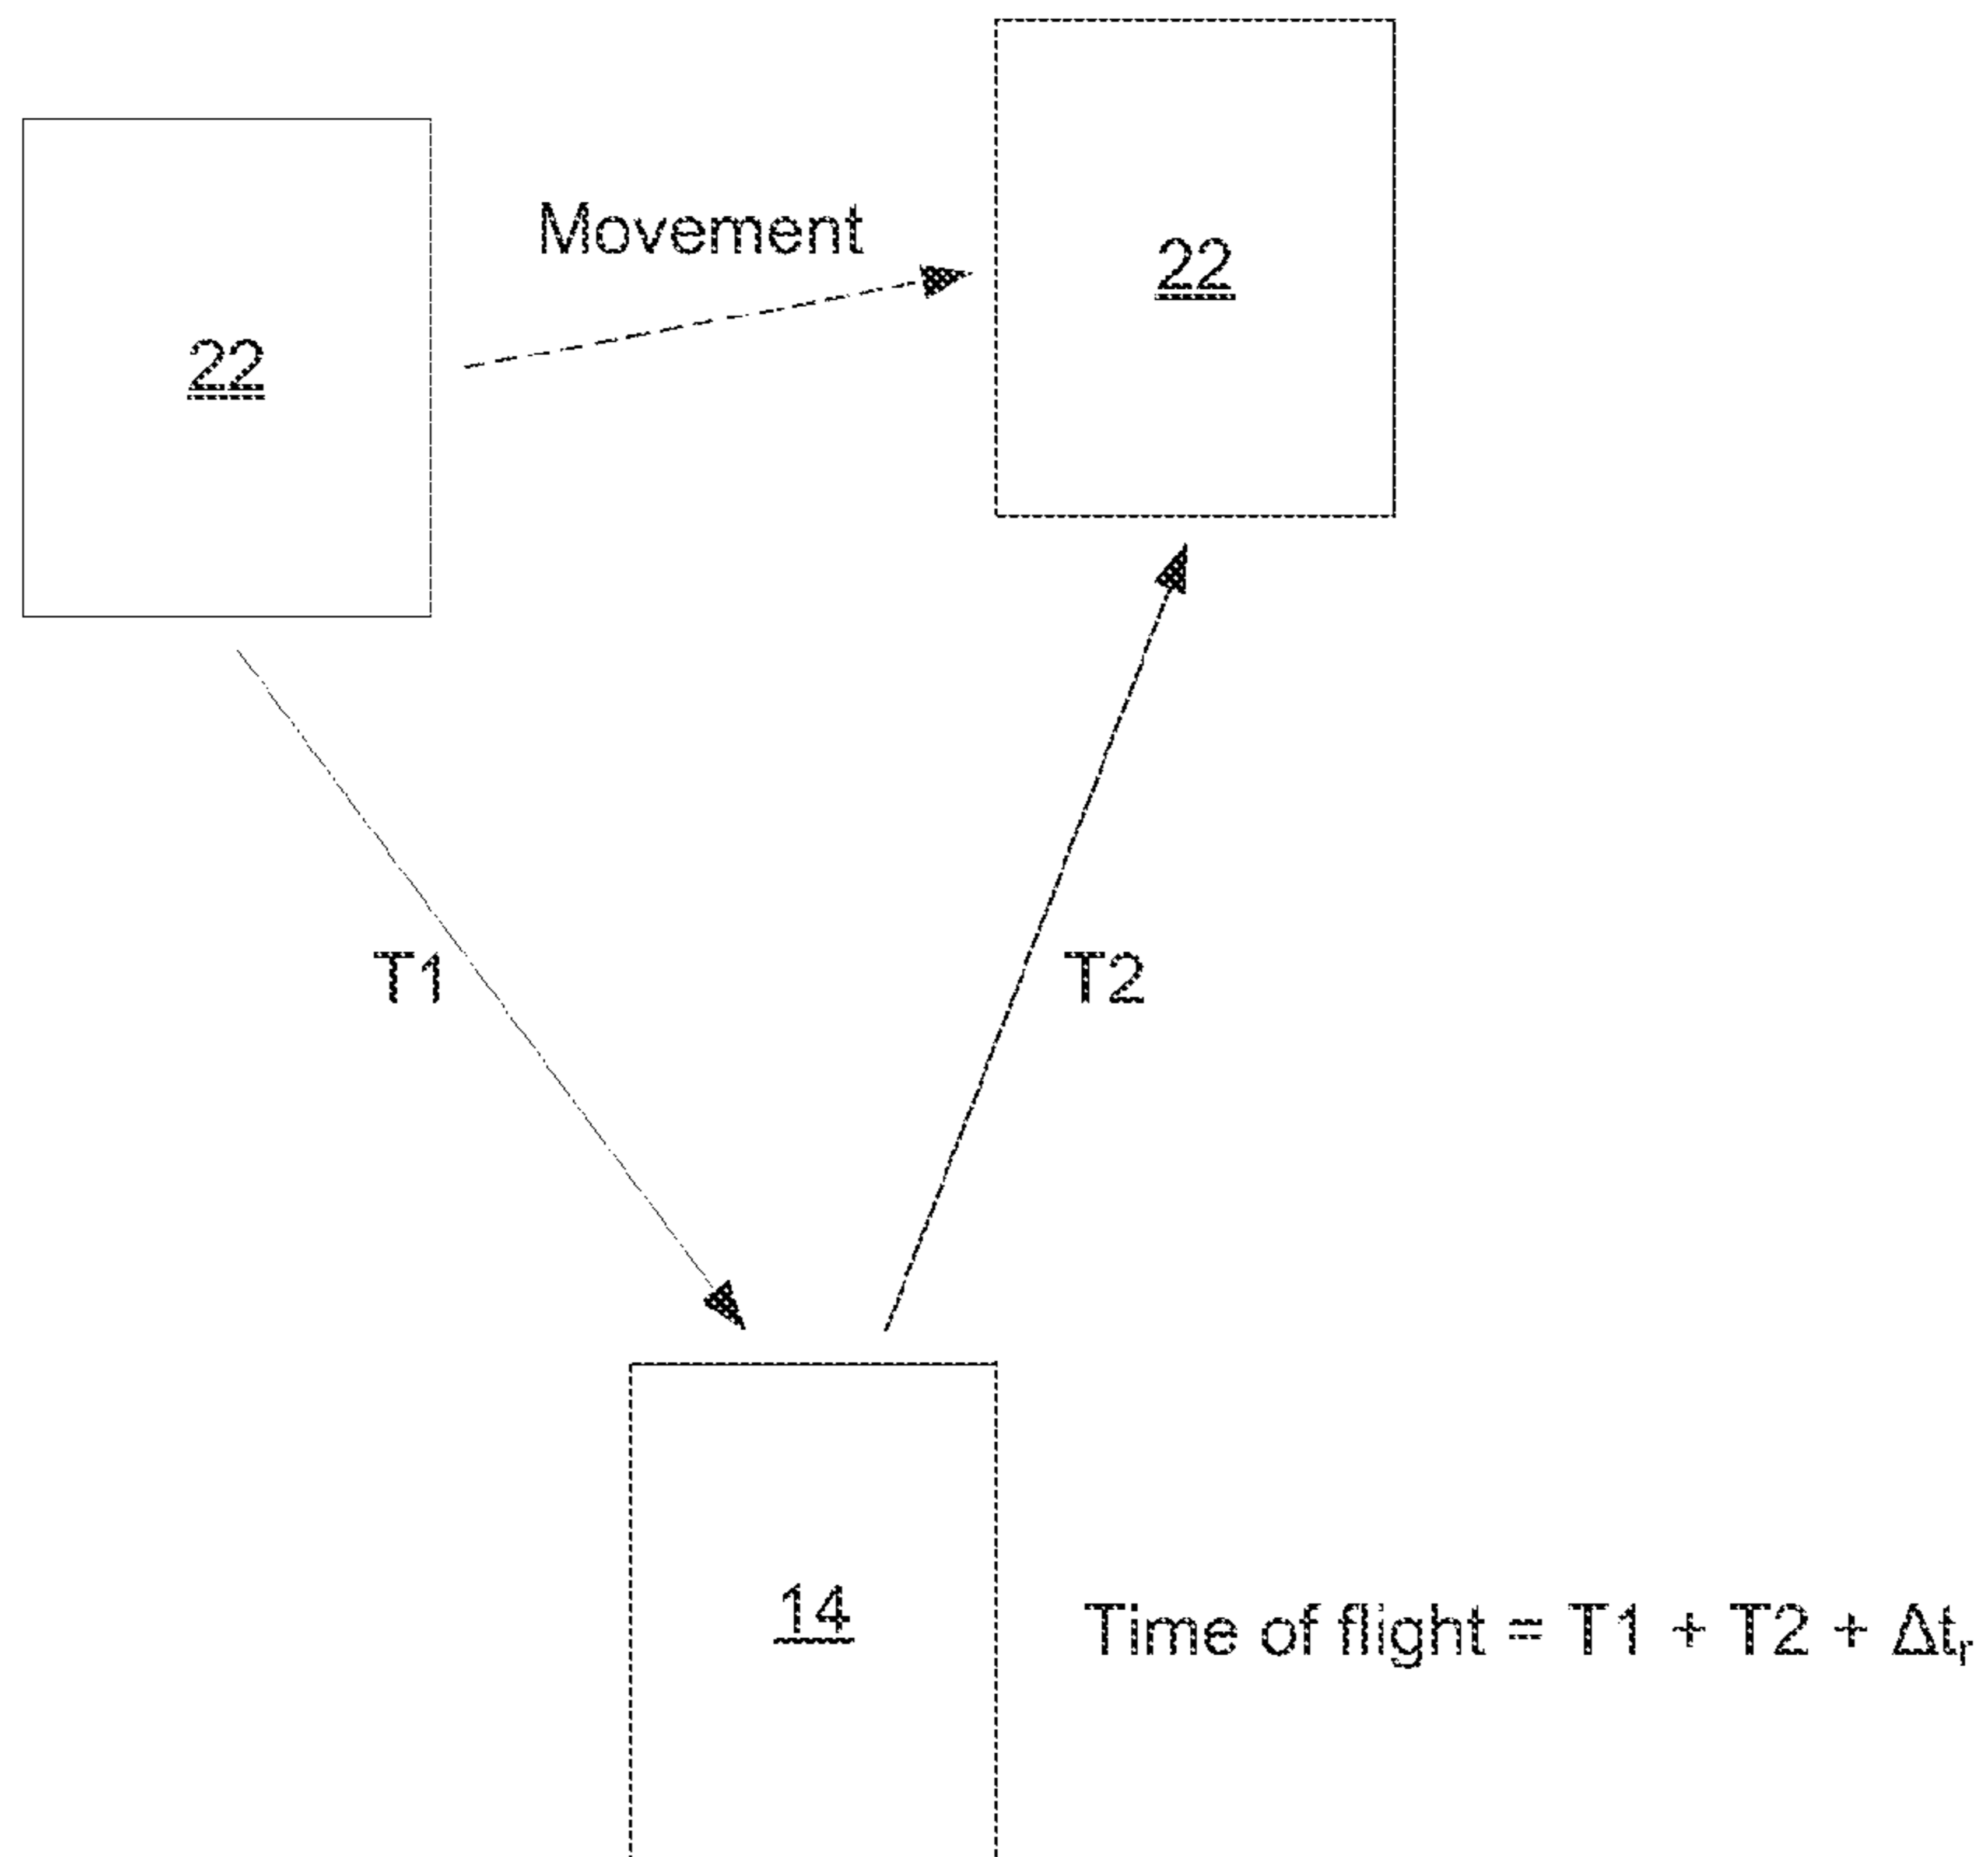 22
Movement
22
T1
T2
14
Time of flight = T1 + T2 + Δtᵣ